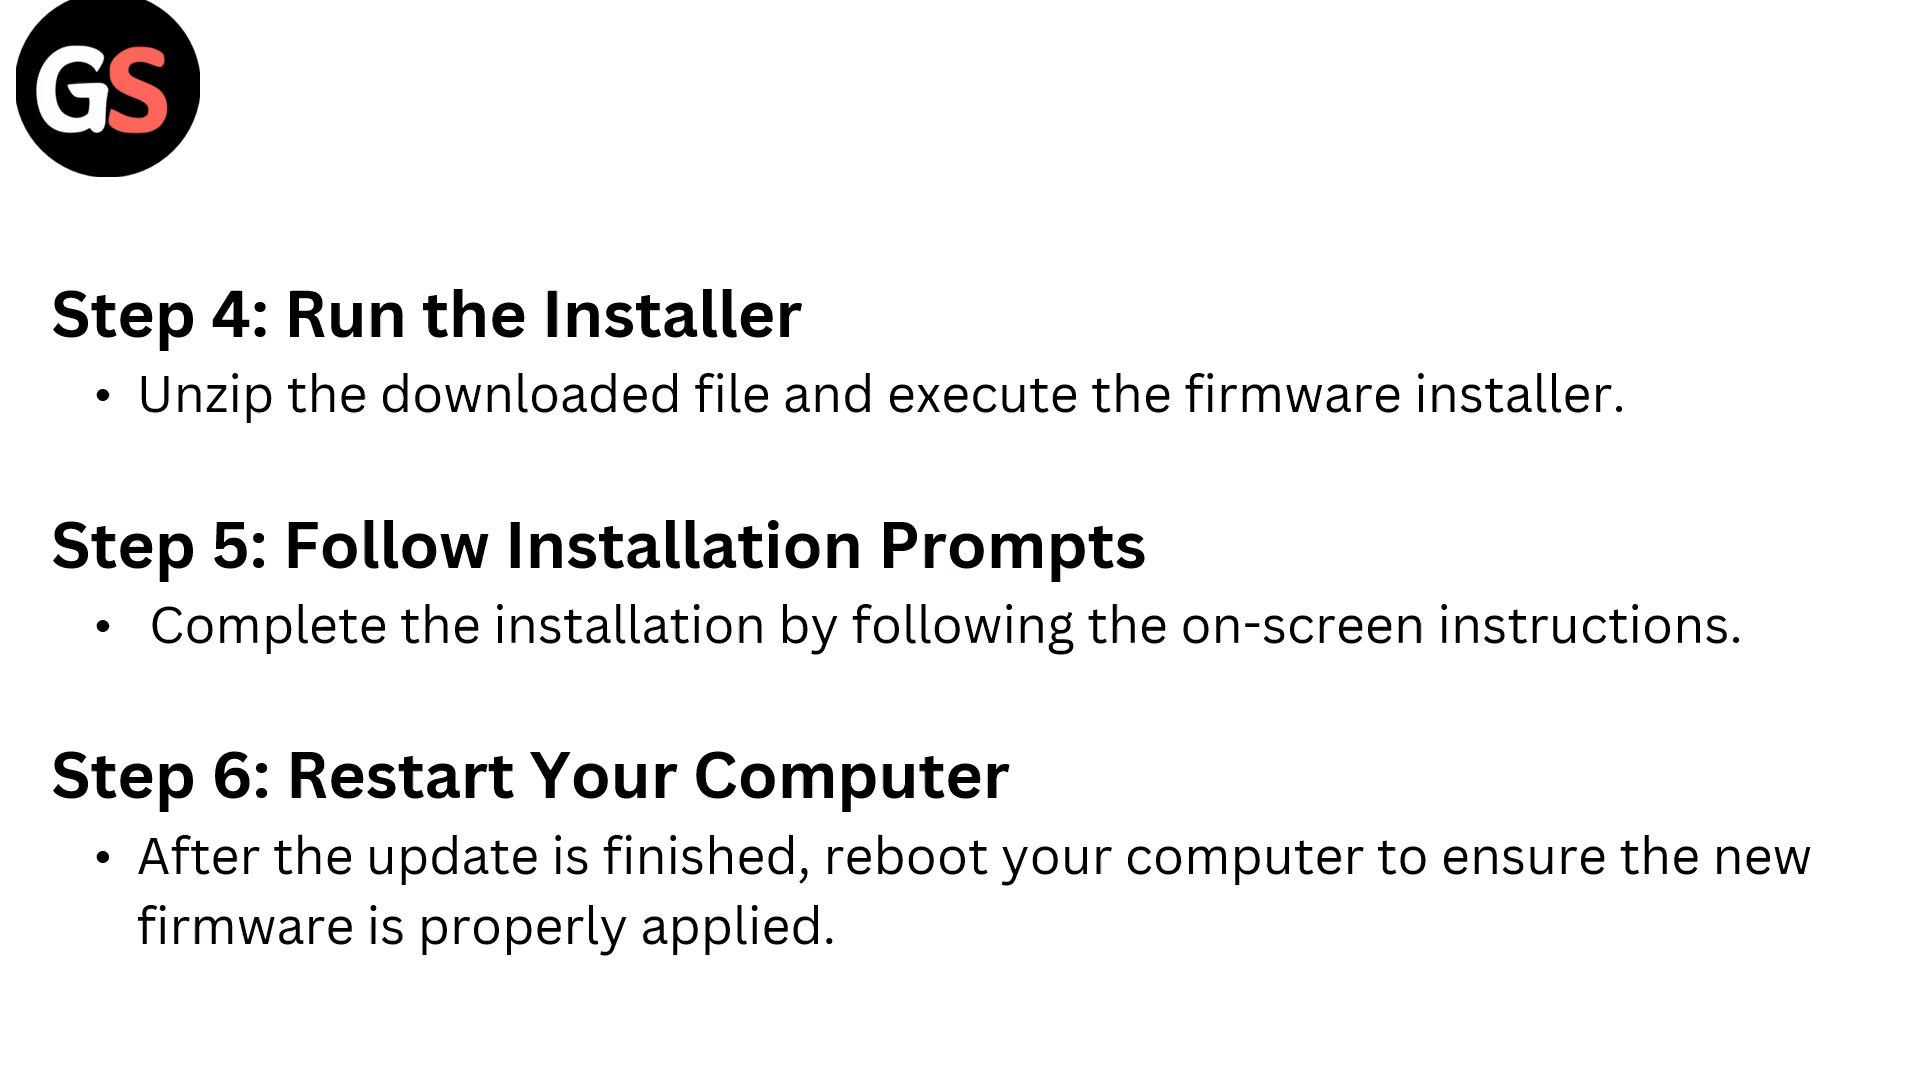 GS
Step 4: Run the Installer
• Unzip the downloaded file and execute the firmware installer.
Step 5: Follow Installation Prompts
• Complete the installation by following the on-screen instructions.
Step 6: Restart Your Computer
• After the update is finished, reboot your computer to ensure the new
firmware is properly applied.